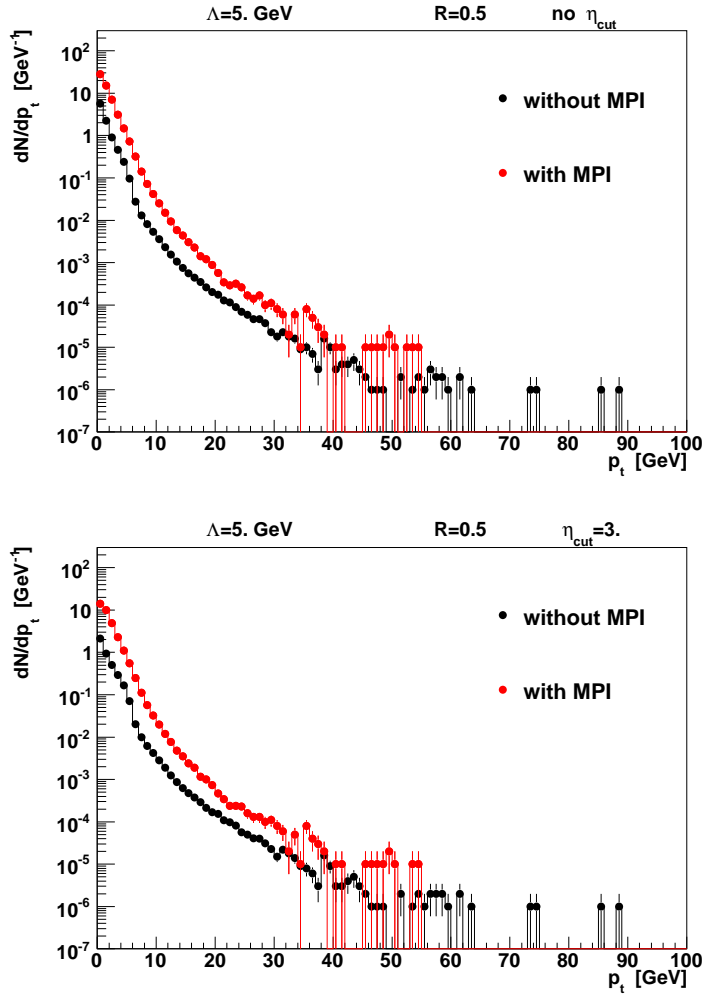 Λ=5. GeV R=0.5 no η_cut
dN/dp_t [GeV^-1]
10^2
10
1
10^-1
10^-2
10^-3
10^-4
10^-5
10^-6
10^-7
without MPI
with MPI
0 10 20 30 40 50 60 70 80 90 100
p_t [GeV]
Λ=5. GeV R=0.5 η_cut=3.
dN/dp_t [GeV^-1]
10^2
10
1
10^-1
10^-2
10^-3
10^-4
10^-5
10^-6
10^-7
without MPI
with MPI
0 10 20 30 40 50 60 70 80 90 100
p_t [GeV]